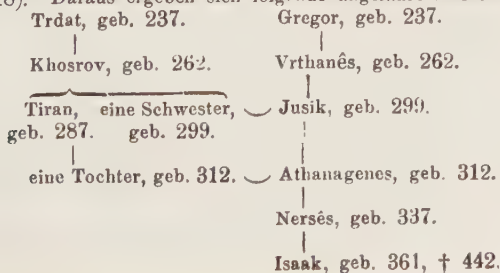 Trdat, geb. 237. Gregor, geb. 237.
Khosrov, geb. 262. Vrthanês, geb. 262.
Tiran, eine Schwester, Jusik, geb. 299.
geb. 287. geb. 299.
eine Tochter, geb. 312. Athanagenes, geb. 312.
Nersês, geb. 337.
Isaak, geb. 361, † 442.